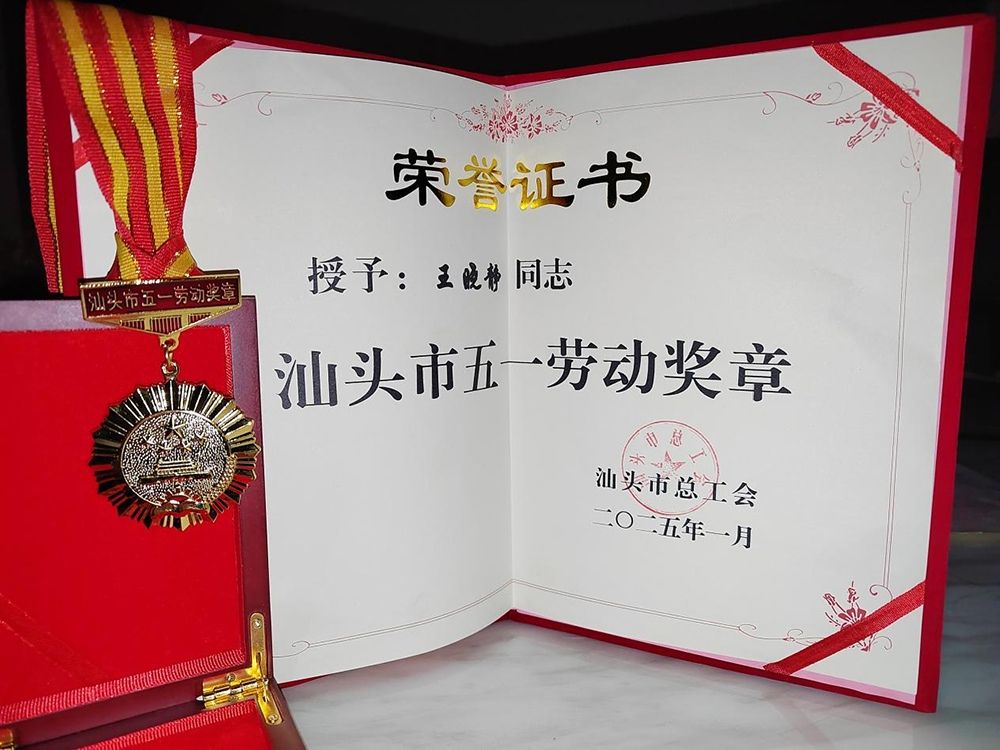 荣誉证书
授予：王晓静同志
汕头市五一劳动奖章
汕头市总工会
二〇二五年一月
汕头市五一劳动奖章